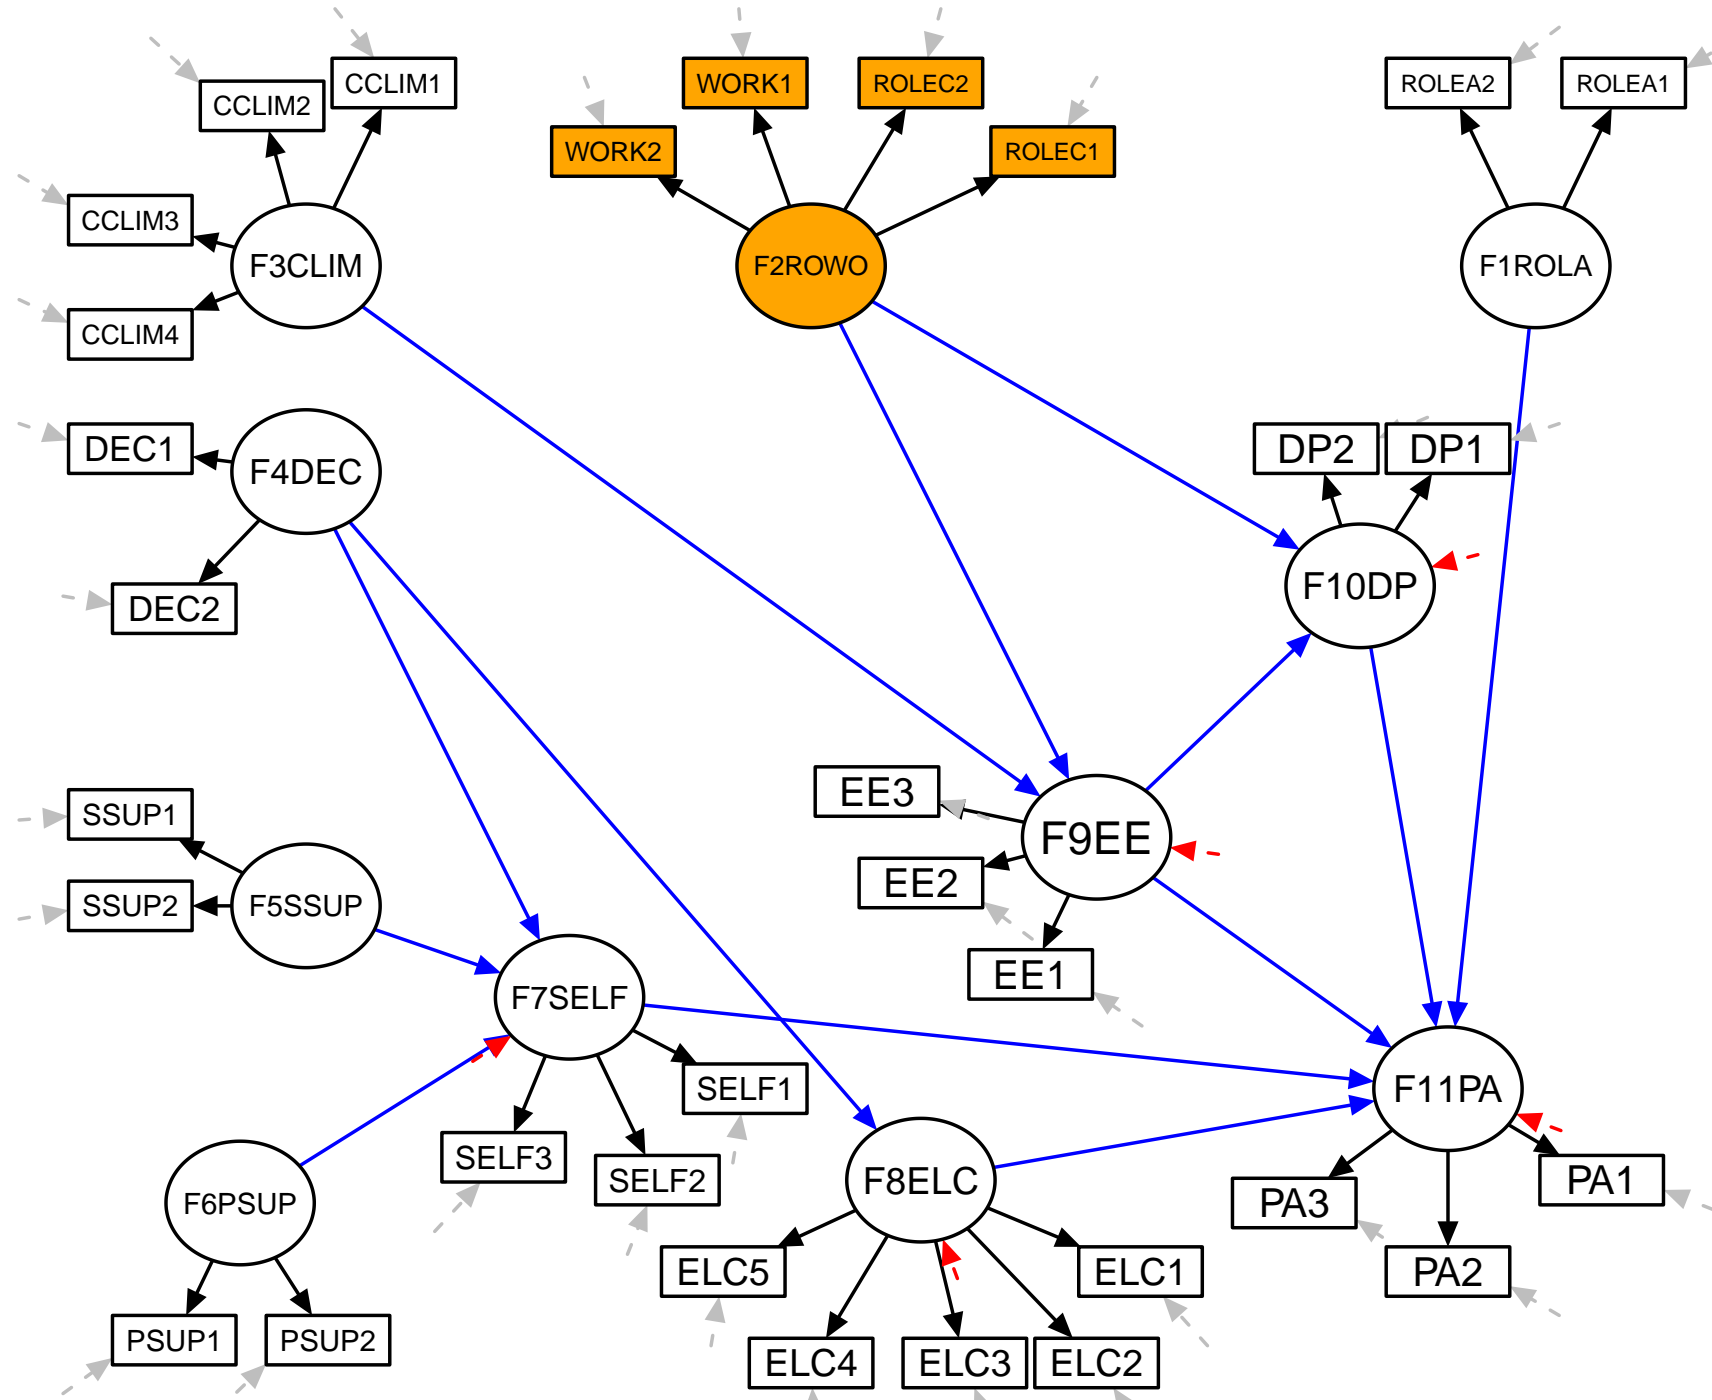 CCLIM1
WORK1
ROLEC2
ROLEA2
ROLEA1
CCLIM2
WORK2
ROLEC1
CCLIM3
F3CLIM
F2ROWO
F1ROLA
CCLIM4
DEC1
F4DEC
DP2
DP1
DEC2
F10DP
SSUP1
EE3
F9EE
SSUP2
F5SSUP
EE2
EE1
F7SELF
SELF1
F11PA
SELF3
SELF2
F6PSUP
F8ELC
PA3
PA1
ELC5
ELC1
PA2
PSUP1
PSUP2
ELC4
ELC3
ELC2